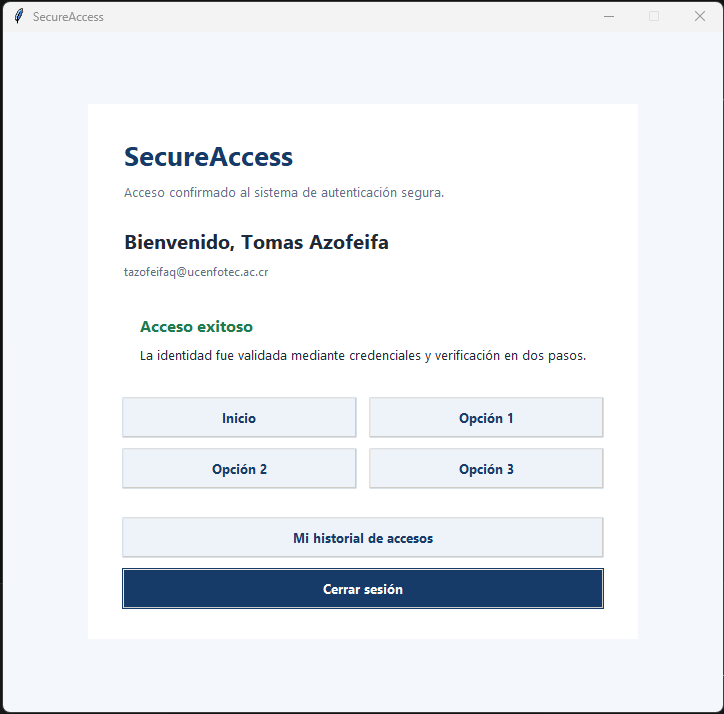 SecureAccess
SecureAccess
Acceso confirmado al sistema de autenticación segura.
Bienvenido, Tomas Azofeifa
tazofeifaq@ucenfotec.ac.cr
Acceso exitoso
La identidad fue validada mediante credenciales y verificación en dos pasos.
Inicio
Opción 1
Opción 2
Opción 3
Mi historial de accesos
Cerrar sesión